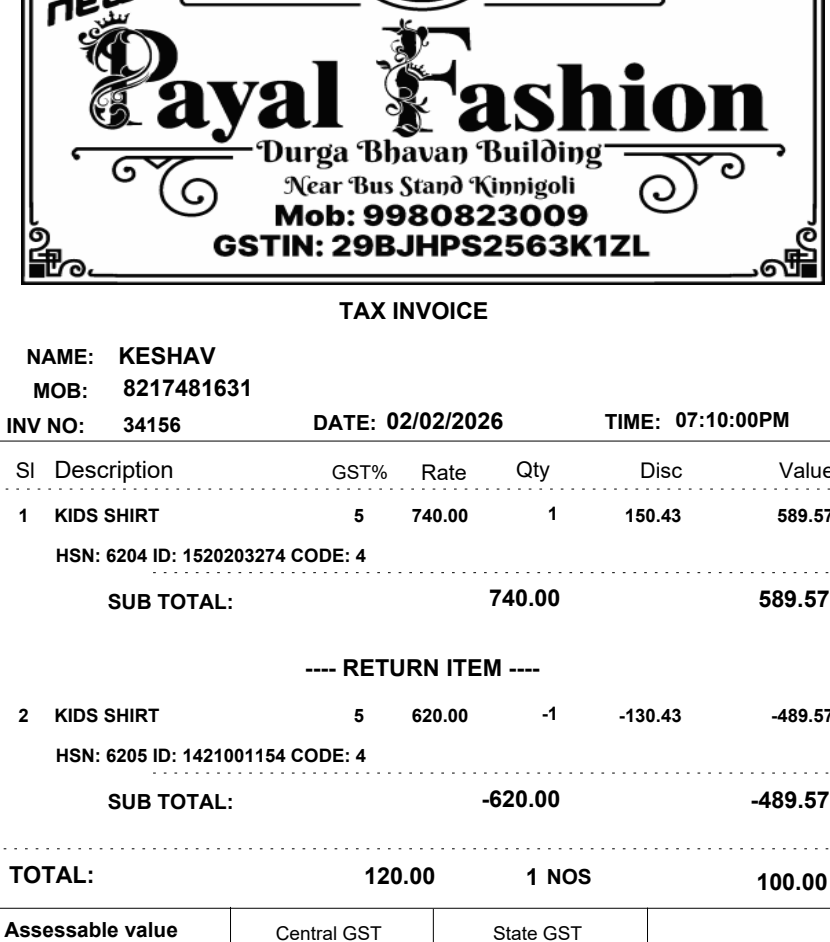 new
Payal Fashion
Durga Bhavan Building
Near Bus Stand Kinnigoli
Mob: 9980823009
GSTIN: 29BJHPS2563K1ZL
TAX INVOICE
NAME: KESHAV
MOB: 8217481631
INV NO: 34156 DATE: 02/02/2026 TIME: 07:10:00PM
Sl Description GST% Rate Qty Disc Value
1 KIDS SHIRT 5 740.00 1 150.43 589.57
HSN: 6204 ID: 1520203274 CODE: 4
SUB TOTAL: 740.00 589.57
---- RETURN ITEM ----
2 KIDS SHIRT 5 620.00 -1 -130.43 -489.57
HSN: 6205 ID: 1421001154 CODE: 4
SUB TOTAL: -620.00 -489.57
TOTAL: 120.00 1 NOS 100.00
Assessable value Central GST State GST